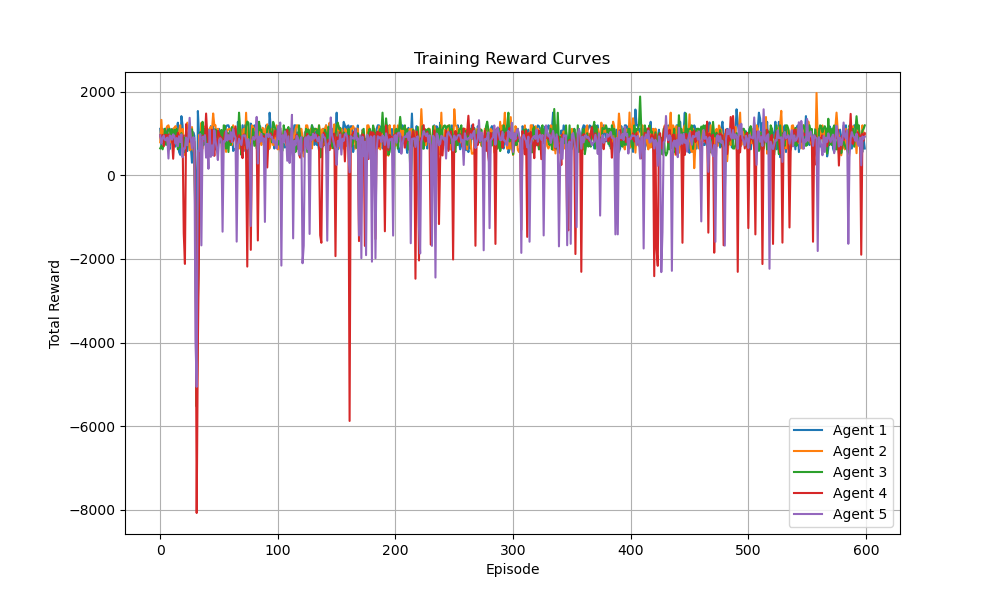 Training Reward Curves
Total Reward
2000
0
−2000
−4000
−6000
−8000
0 100 200 300 400 500 600
Episode
Agent 1
Agent 2
Agent 3
Agent 4
Agent 5